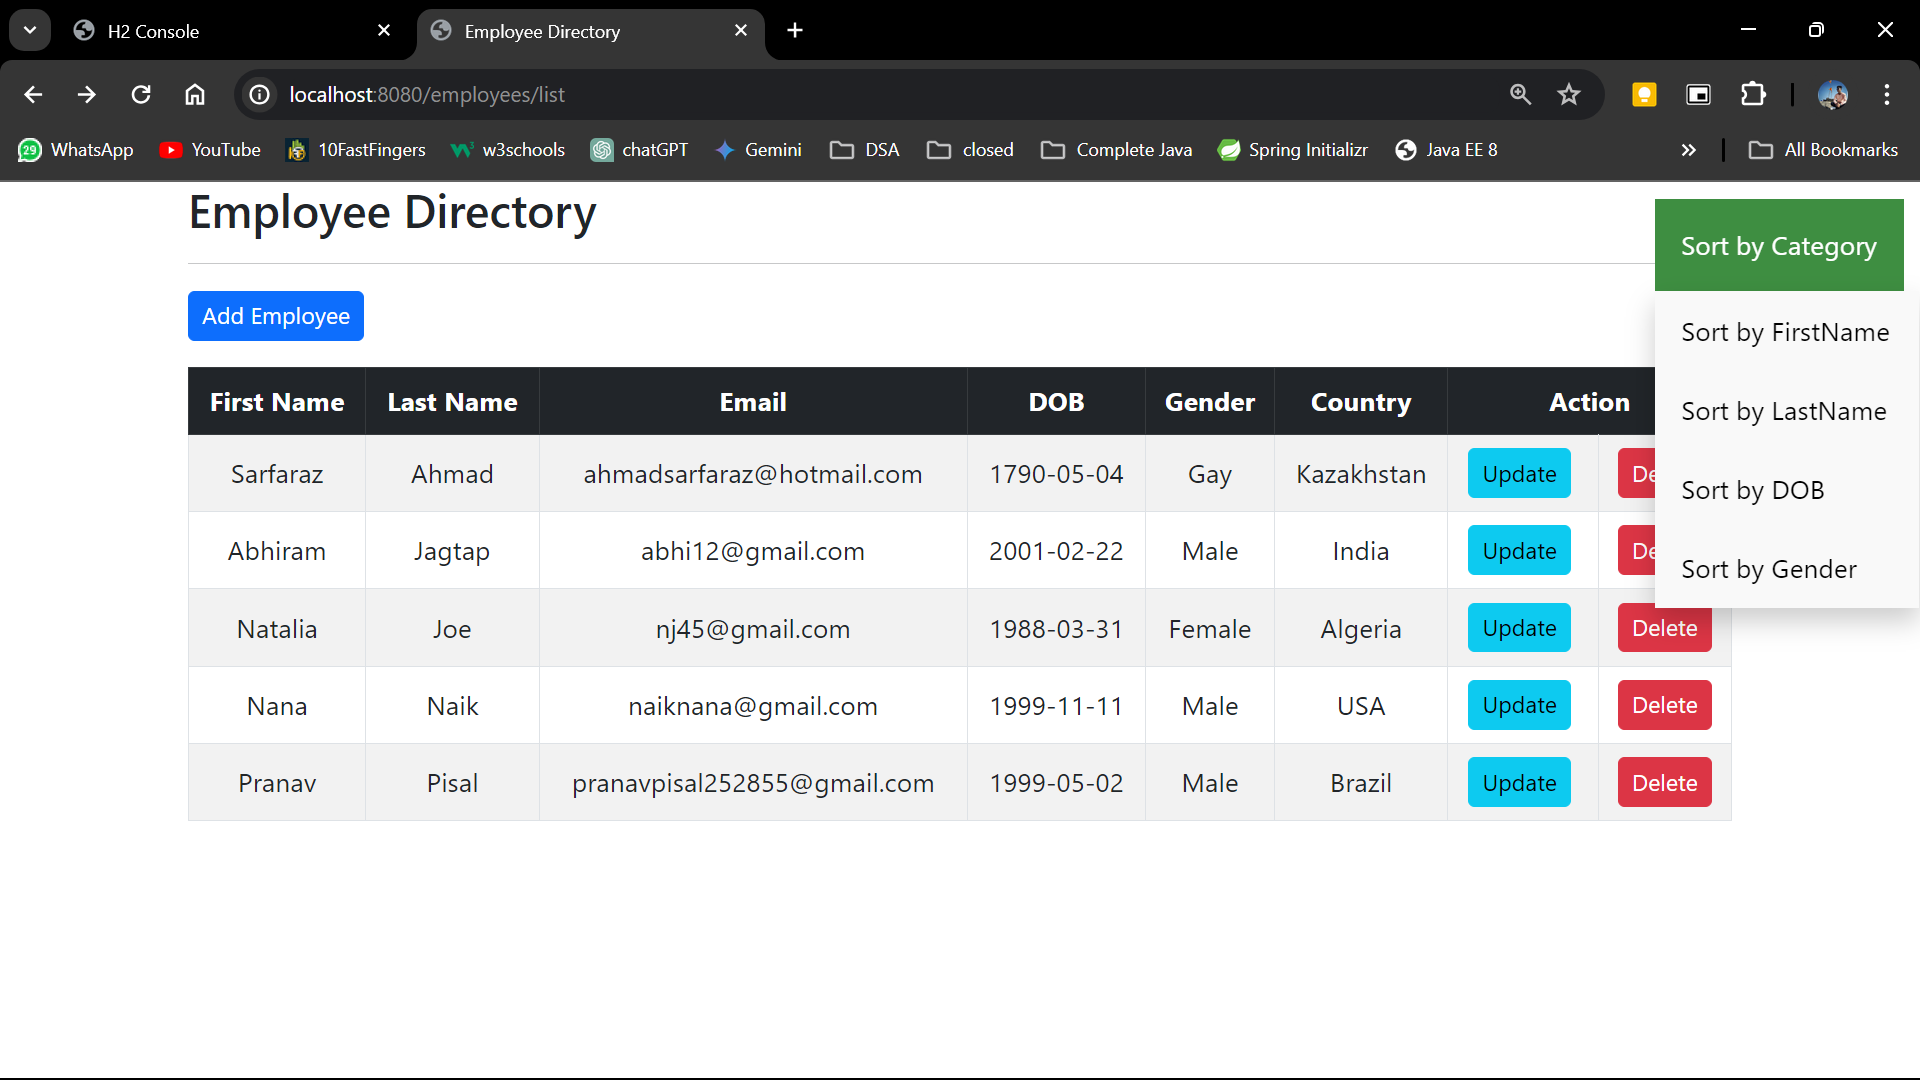 H2 Console
Employee Directory
localhost:8080/employees/list
29 WhatsApp YouTube 10FastFingers w3schools chatGPT Gemini DSA closed Complete Java Spring Initializr Java EE 8 » All Bookmarks
Employee Directory
Sort by Category
Add Employee
Sort by FirstName
Sort by LastName
Sort by DOB
Sort by Gender
First Name Last Name Email DOB Gender Country Action
Sarfaraz Ahmad ahmadsarfaraz@hotmail.com 1790-05-04 Gay Kazakhstan Update De
Abhiram Jagtap abhi12@gmail.com 2001-02-22 Male India Update De
Natalia Joe nj45@gmail.com 1988-03-31 Female Algeria Update Delete
Nana Naik naiknana@gmail.com 1999-11-11 Male USA Update Delete
Pranav Pisal pranavpisal252855@gmail.com 1999-05-02 Male Brazil Update Delete